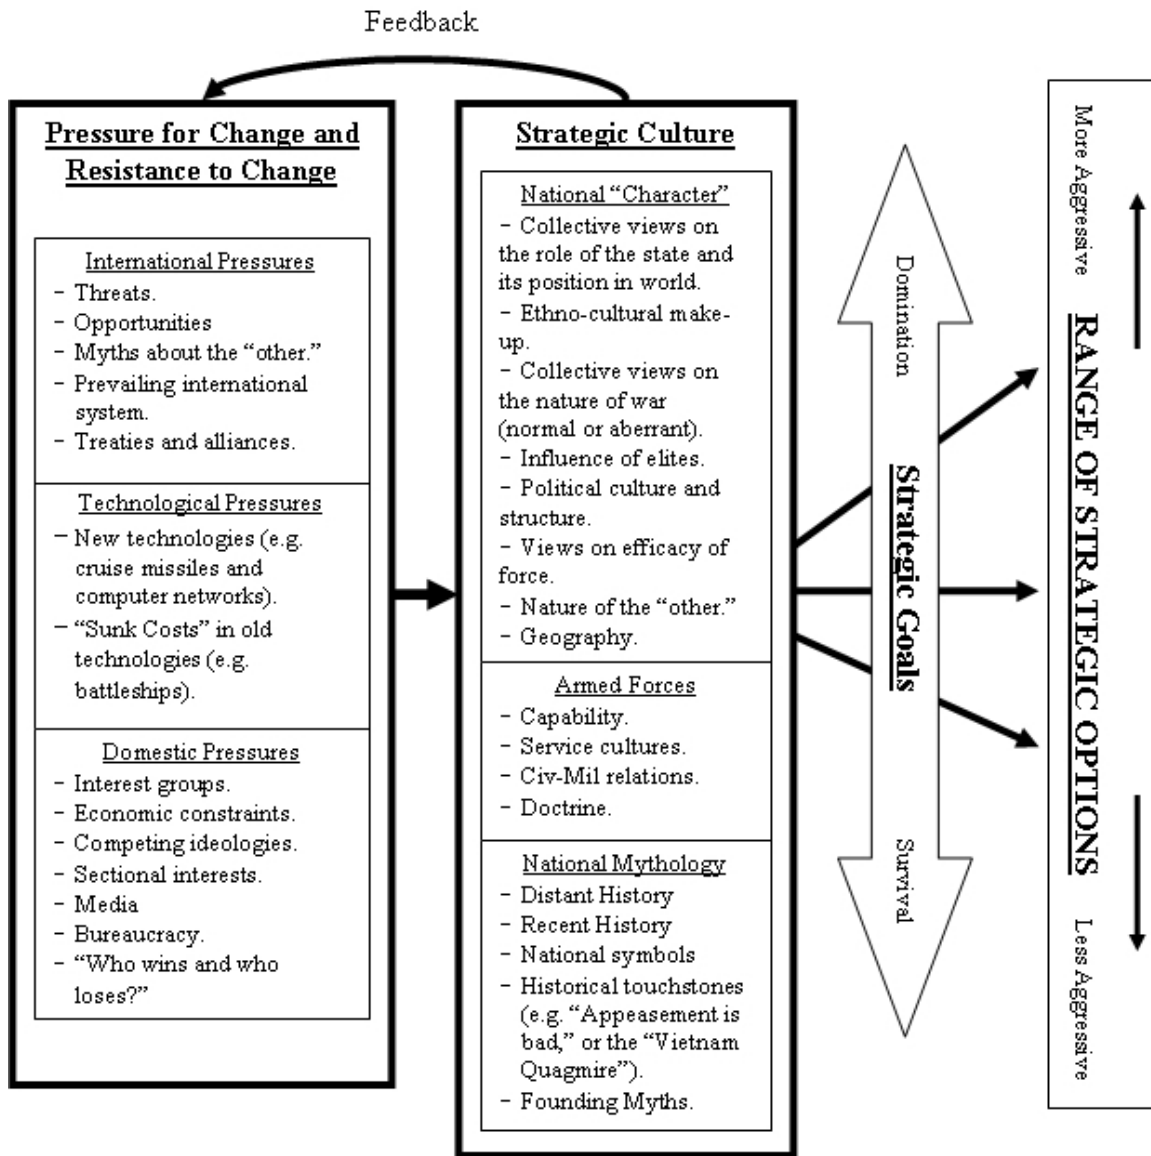 Feedback
Pressure for Change and
Resistance to Change
International Pressures
- Threats.
- Opportunities
- Myths about the “other.”
- Prevailing international
system.
- Treaties and alliances.
Technological Pressures
- New technologies (e.g.
cruise missiles and
computer networks).
- “Sunk Costs” in old
technologies (e.g.
battleships).
Domestic Pressures
- Interest groups.
- Economic constraints.
- Competing ideologies.
- Sectional interests.
- Media
- Bureaucracy.
- “Who wins and who
loses?”
Strategic Culture
National “Character”
- Collective views on
the role of the state and
its position in world.
- Ethno-cultural make-
up.
- Collective views on
the nature of war
(normal or aberrant).
- Influence of elites.
- Political culture and
structure.
- Views on efficacy of
force.
- Nature of the “other.”
- Geography.
Armed Forces
- Capability.
- Service cultures.
- Civ-Mil relations.
- Doctrine.
National Mythology
- Distant History
- Recent History
- National symbols
- Historical touchstones
(e.g. “Appeasement is
bad,” or the “Vietnam
Quagmire”).
- Founding Myths.
Domination
Strategic Goals
Survival
More Aggressive
RANGE OF STRATEGIC OPTIONS
Less Aggressive